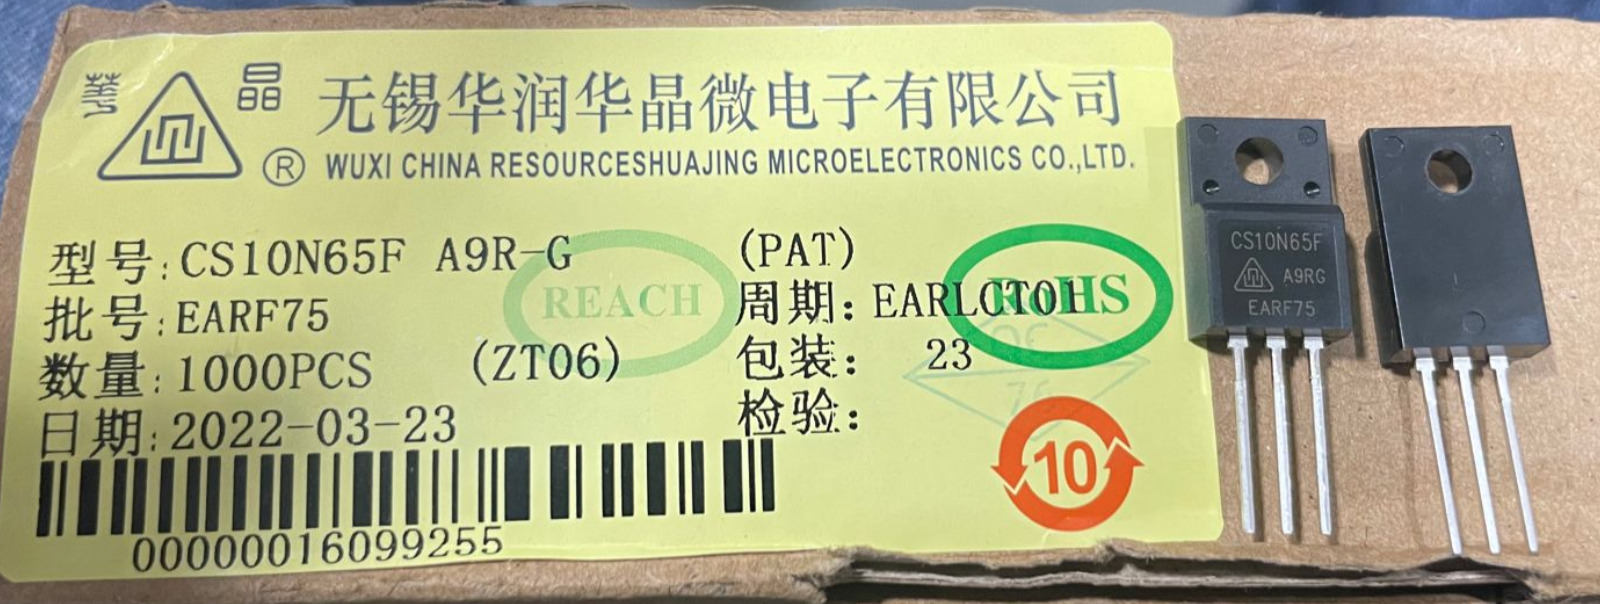 華 晶
无锡华润华晶微电子有限公司
® WUXI CHINA RESOURCESHUAJING MICROELECTRONICS CO.,LTD.
型号:CS10N65F A9R-G (PAT)
批号:EARF75 周期:EARLCT01
数量:1000PCS (ZT06) 包装: 23
日期:2022-03-23 检验:
REACH
RoHS
10
00000016099255
CS10N65F
A9RG
EARF75